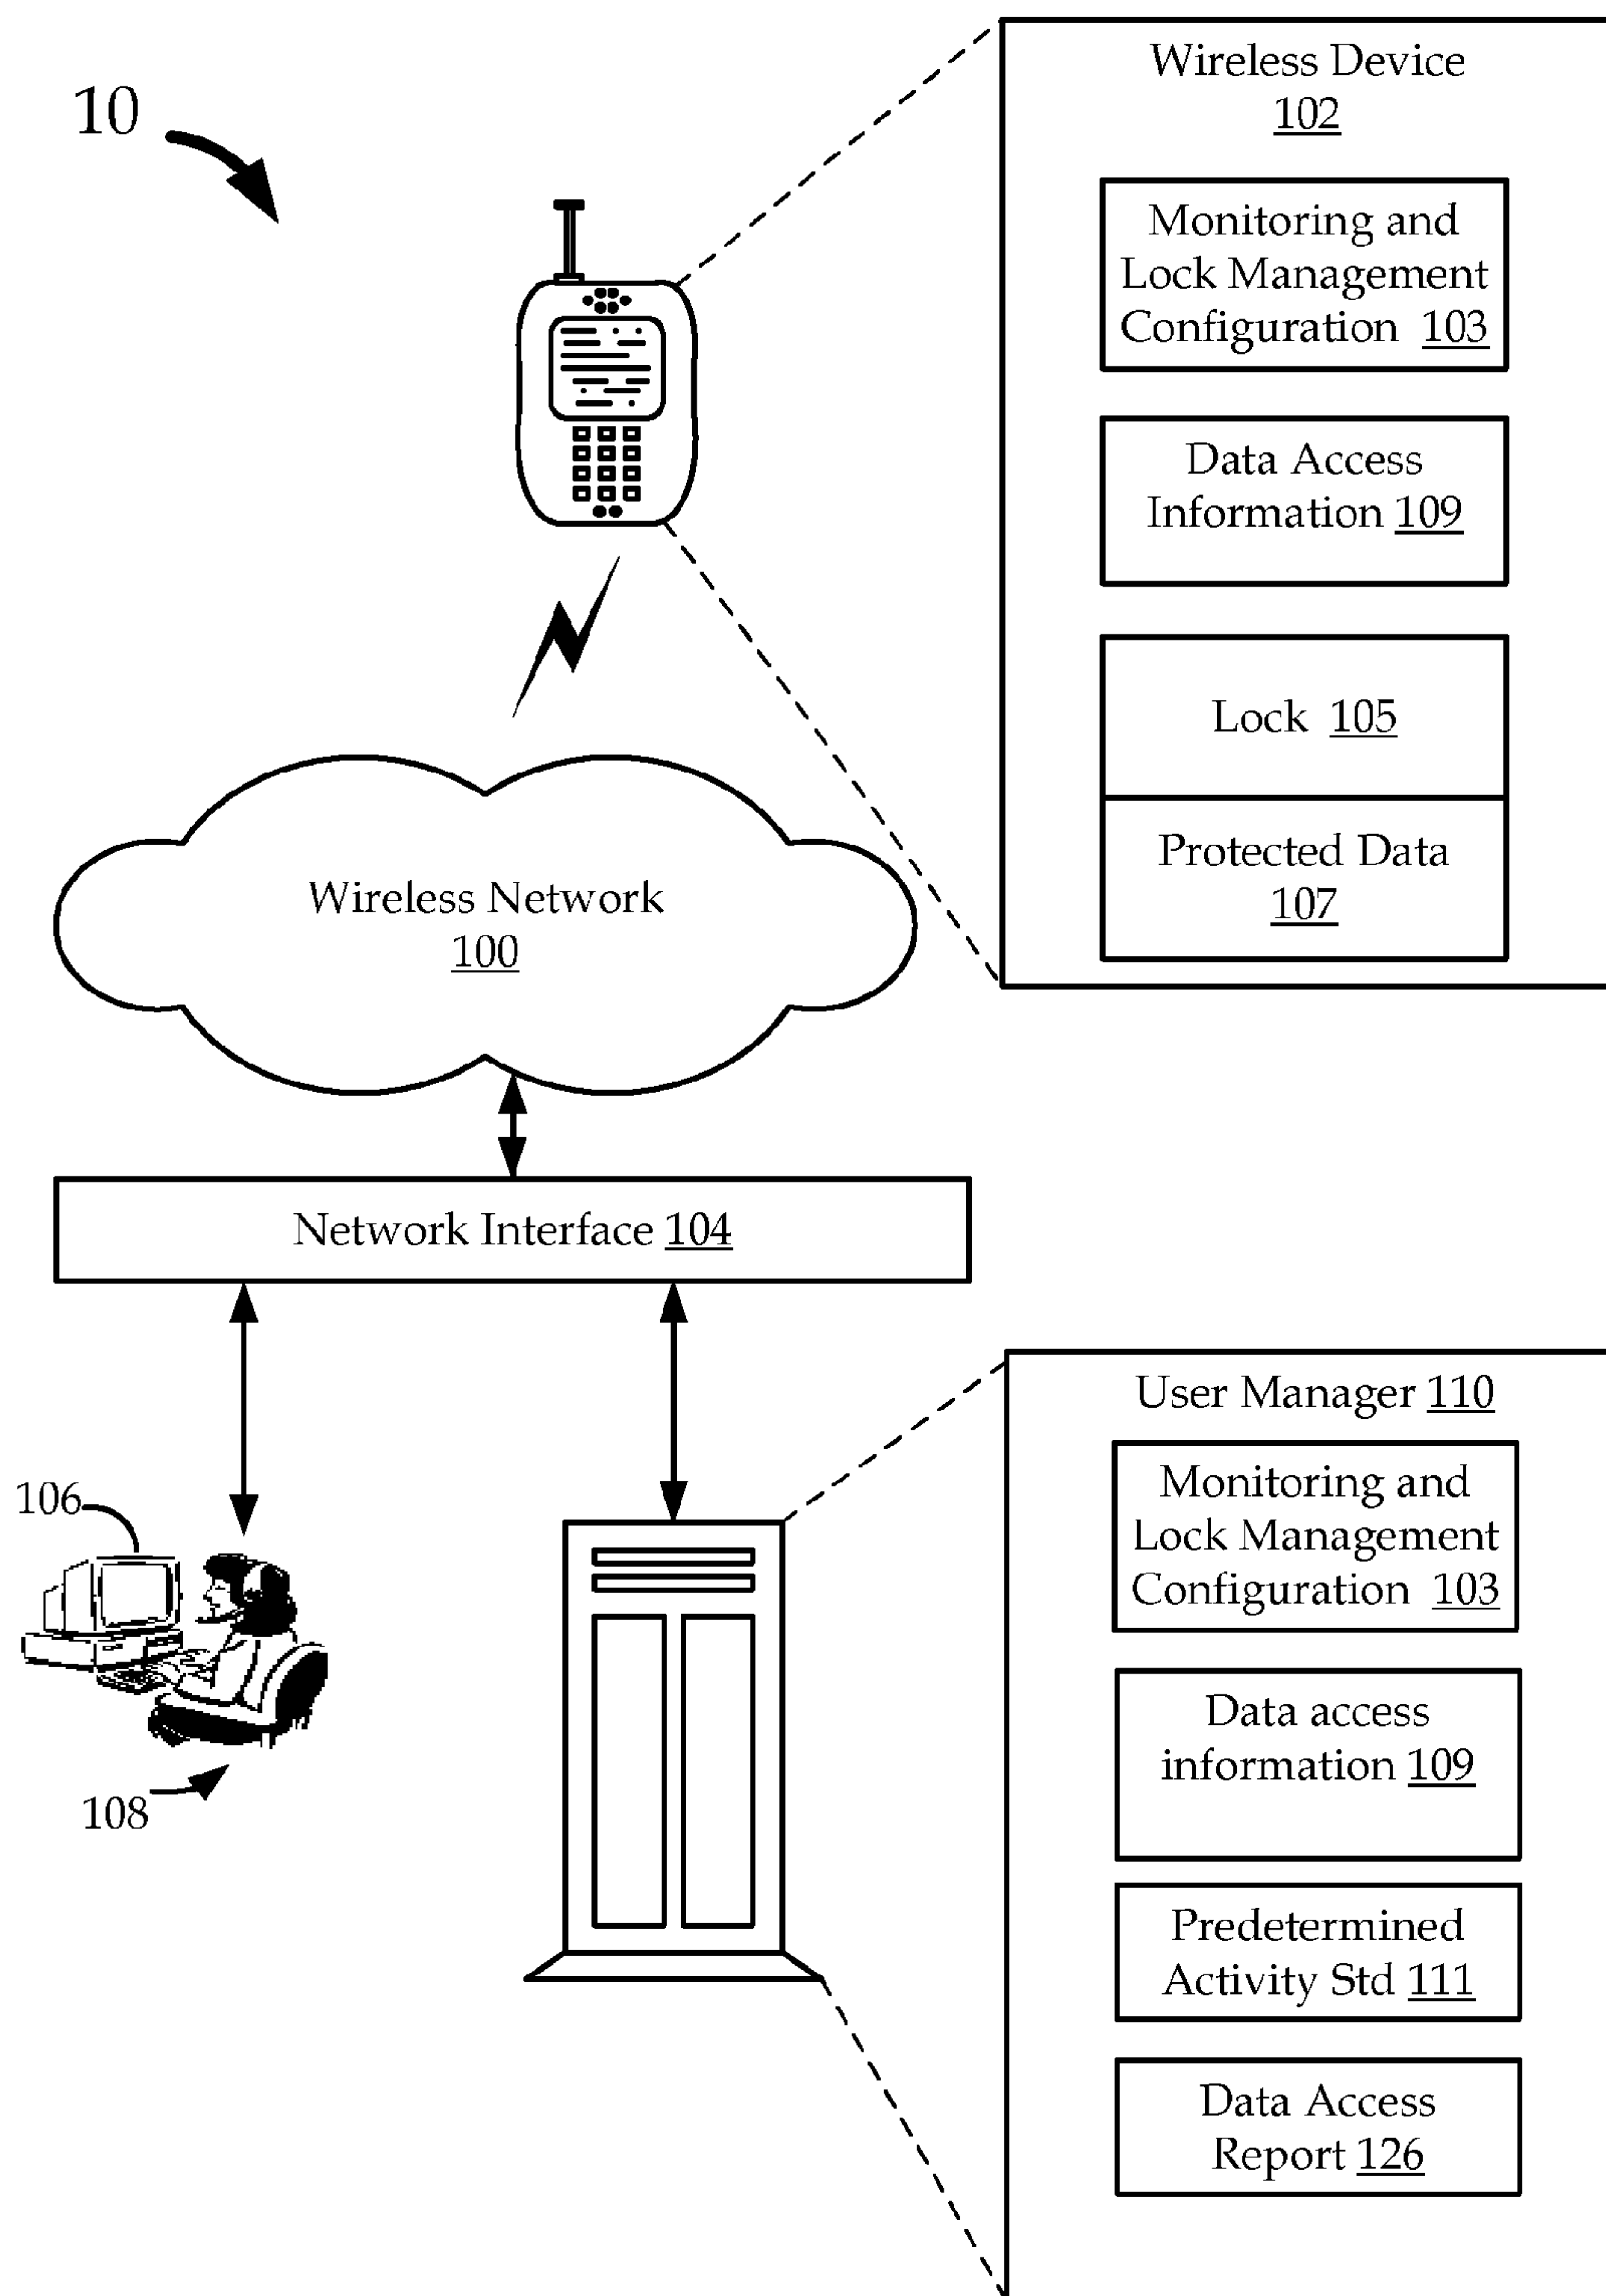 10
Wireless Device
102
Monitoring and
Lock Management
Configuration 103
Data Access
Information 109
Lock 105
Protected Data
107
Wireless Network
100
Network Interface 104
106
108
User Manager 110
Monitoring and
Lock Management
Configuration 103
Data access
information 109
Predetermined
Activity Std 111
Data Access
Report 126